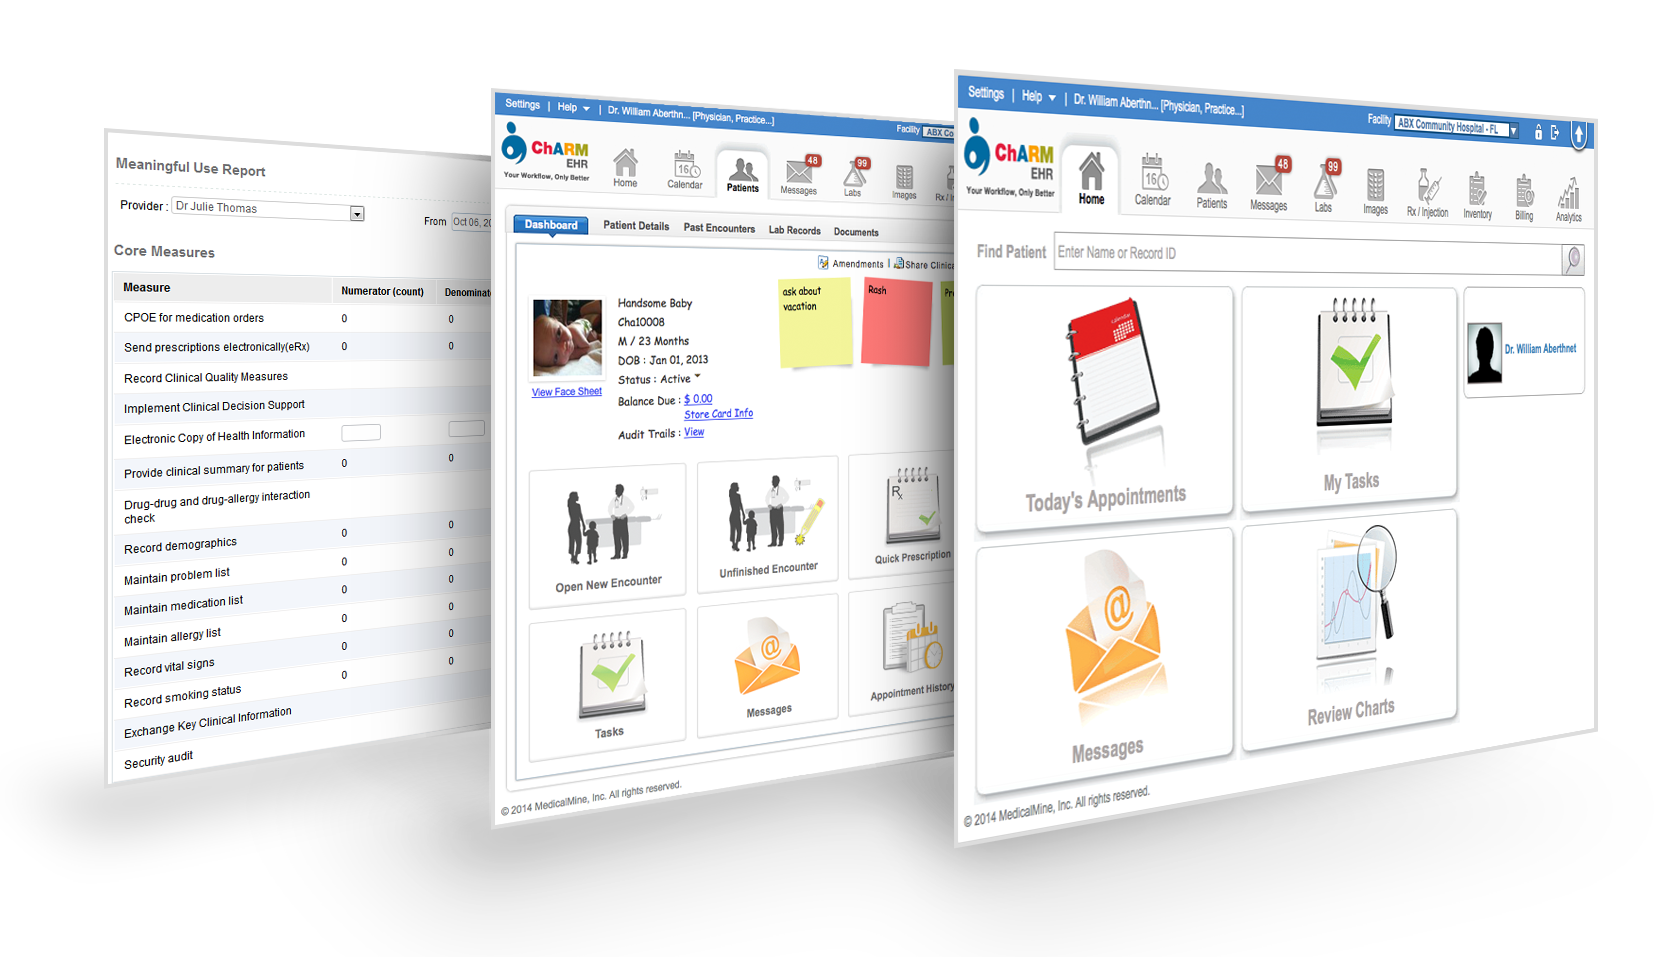 Meaningful Use Report
Provider : Dr Julie Thomas
From Oct 06, 20
Core Measures
Measure Numerator (count) Denominato
CPOE for medication orders 0 0
Send prescriptions electronically(eRx) 0 0
Record Clinical Quality Measures
Implement Clinical Decision Support
Electronic Copy of Health Information
Provide clinical summary for patients 0 0
Drug-drug and drug-allergy interaction
check
Record demographics 0 0
Maintain problem list 0 0
Maintain medication list 0 0
Maintain allergy list 0 0
Record vital signs 0 0
Record smoking status 0 0
Exchange Key Clinical Information
Security audit
Settings | Help | Dr. William Aberthn... [Physician, Practice...]
Facility ABX Co
ChARM
EHR
Your Workflow, Only Better
Home
Calendar
16
Patients
Messages
48
Labs
99
Images
Rx / I
Dashboard Patient Details Past Encounters Lab Records Documents
Amendments | Share Clinica
Handsome Baby
Cha10008
M / 23 Months
DOB : Jan 01, 2013
Status : Active
Balance Due : $ 0.00
Store Card Info
Audit Trails : View
View Face Sheet
ask about
vacation
Rash
Pr
Open New Encounter
Unfinished Encounter
Rx
Quick Prescription
Tasks
@
Messages
Appointment History
© 2014 MedicalMine, Inc. All rights reserved.
Settings | Help | Dr. William Aberthn... [Physician, Practice...]
Facility ABX Community Hospital - FL
ChARM
EHR
Your Workflow, Only Better
Home
Calendar
16
Patients
Messages
48
Labs
99
Images
Rx / Injection
Inventory
Billing
Analytics
Find Patient Enter Name or Record ID
calendar
Today's Appointments
My Tasks
Dr. William Aberthnet
@
Messages
Review Charts
© 2014 MedicalMine, Inc. All rights reserved.